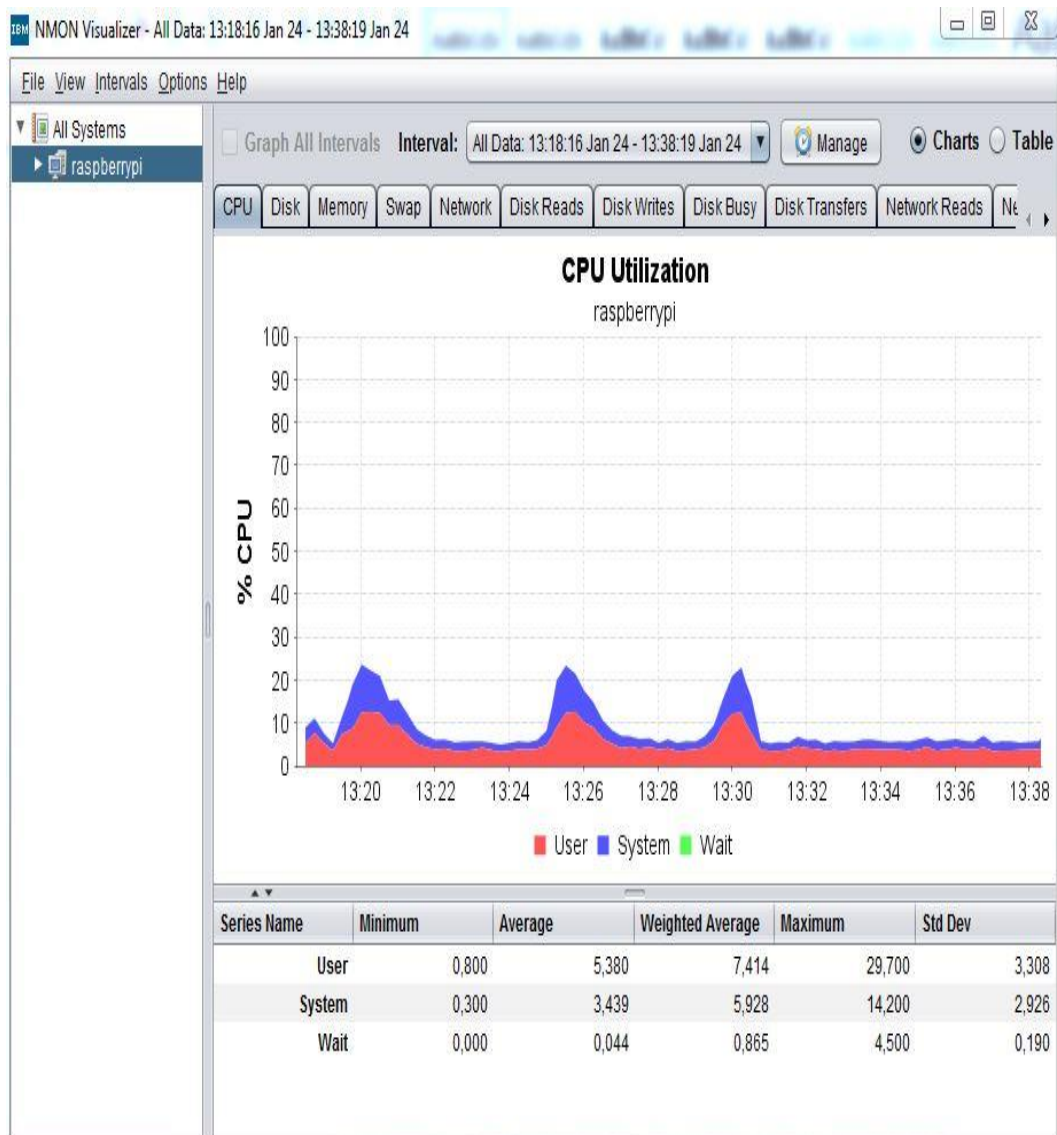 IBM NMON Visualizer - All Data: 13:18:16 Jan 24 - 13:38:19 Jan 24
File View Intervals Options Help
All Systems
raspberrypi
Graph All Intervals Interval: All Data: 13:18:16 Jan 24 - 13:38:19 Jan 24 Manage Charts Table
CPU Disk Memory Swap Network Disk Reads Disk Writes Disk Busy Disk Transfers Network Reads
CPU Utilization
raspberrypi
100
90
80
70
60
50
40
30
20
10
0
% CPU
13:20 13:22 13:24 13:26 13:28 13:30 13:32 13:34 13:36 13:38
User System Wait
Series Name Minimum Average Weighted Average Maximum Std Dev
User 0,800 5,380 7,414 29,700 3,308
System 0,300 3,439 5,928 14,200 2,926
Wait 0,000 0,044 0,865 4,500 0,190